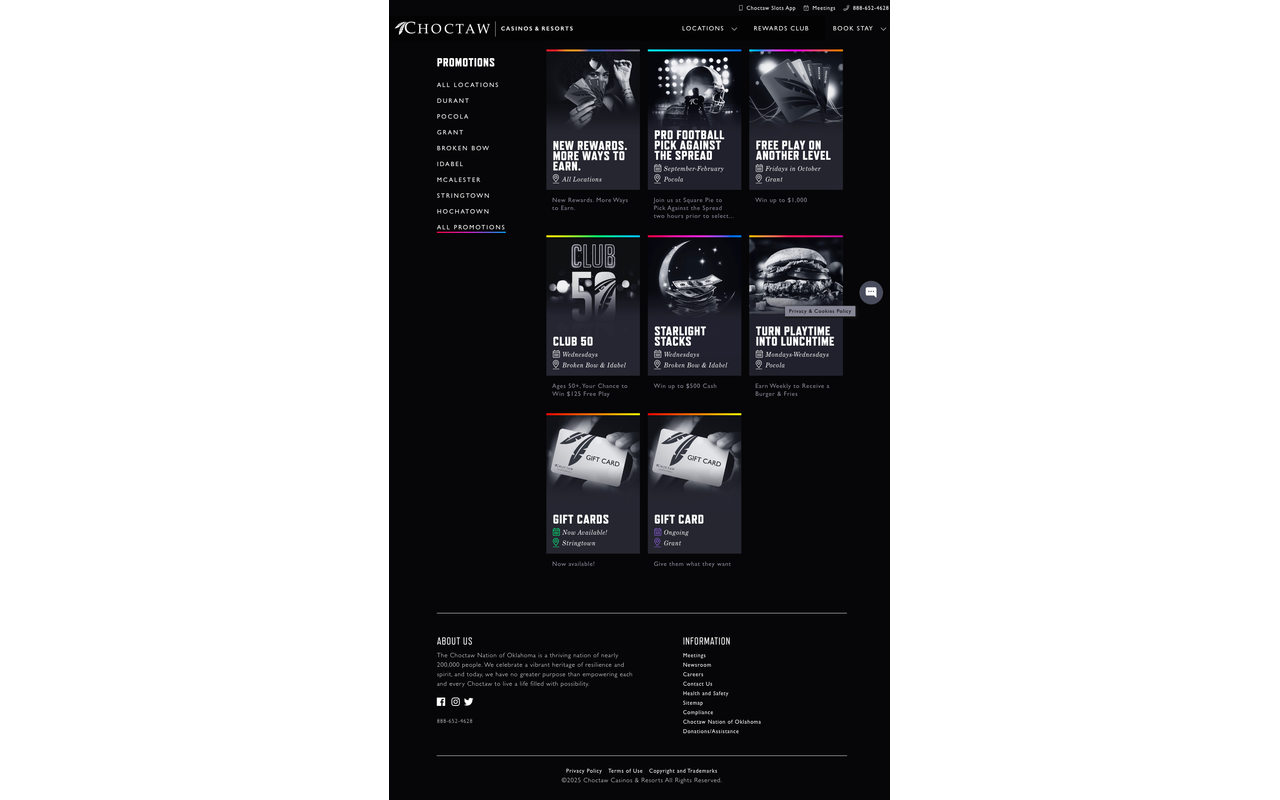 Choctaw Slots App Meetings 888-652-4628
CHOCTAW CASINOS & RESORTS LOCATIONS REWARDS CLUB BOOK STAY
PROMOTIONS
ALL LOCATIONS
DURANT
POCOLA
GRANT
BROKEN BOW
IDABEL
MCALESTER
STRINGTOWN
HOCHATOWN
ALL PROMOTIONS
NEW REWARDS.
MORE WAYS TO
EARN.
All Locations
New Rewards. More Ways
to Earn.
PRO FOOTBALL
PICK AGAINST
THE SPREAD
September-February
Pocola
Join us at Square Pie to
Pick Against the Spread
two hours prior to select...
FREE PLAY ON
ANOTHER LEVEL
Fridays in October
Grant
Win up to $1,000
CLUB
50
CLUB 50
Wednesdays
Broken Bow & Idabel
Ages 50+, Your Chance to
Win $125 Free Play
STARLIGHT
STACKS
Wednesdays
Broken Bow & Idabel
Win up to $500 Cash
Privacy & Cookies Policy
TURN PLAYTIME
INTO LUNCHTIME
Mondays-Wednesdays
Pocola
Earn Weekly to Receive a
Burger & Fries
GIFT CARD
GIFT CARDS
Now Available!
Stringtown
Now available!
GIFT CARD
GIFT CARD
Ongoing
Grant
Give them what they want
ABOUT US
The Choctaw Nation of Oklahoma is a thriving nation of nearly
200,000 people. We celebrate a vibrant heritage of resilience and
spirit, and today, we have no greater purpose than empowering each
and every Choctaw to live a life filled with possibility.
888-652-4628
INFORMATION
Meetings
Newsroom
Careers
Contact Us
Health and Safety
Sitemap
Compliance
Choctaw Nation of Oklahoma
Donations/Assistance
Privacy Policy Terms of Use Copyright and Trademarks
©2025 Choctaw Casinos & Resorts All Rights Reserved.